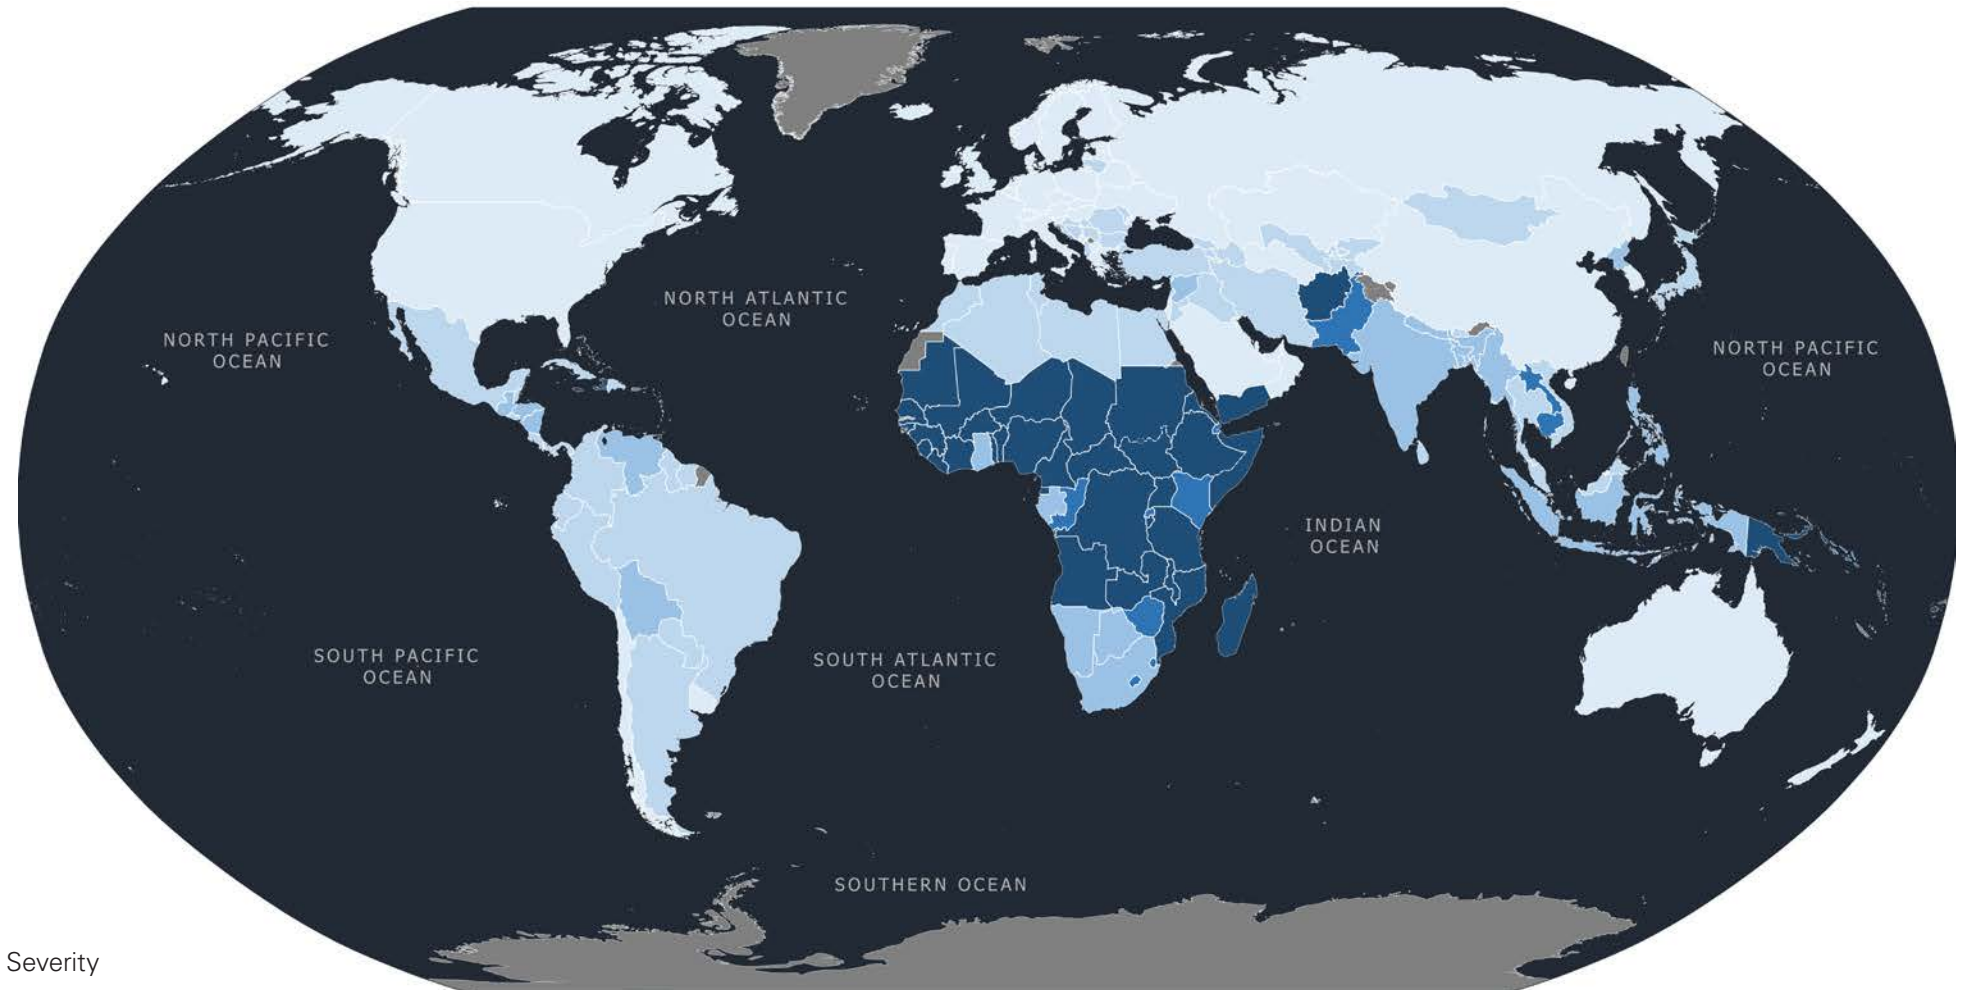 NORTH ATLANTIC
OCEAN
NORTH PACIFIC
OCEAN
NORTH PACIFIC
OCEAN
INDIAN
OCEAN
SOUTH PACIFIC
OCEAN
SOUTH ATLANTIC
OCEAN
SOUTHERN OCEAN
Severity